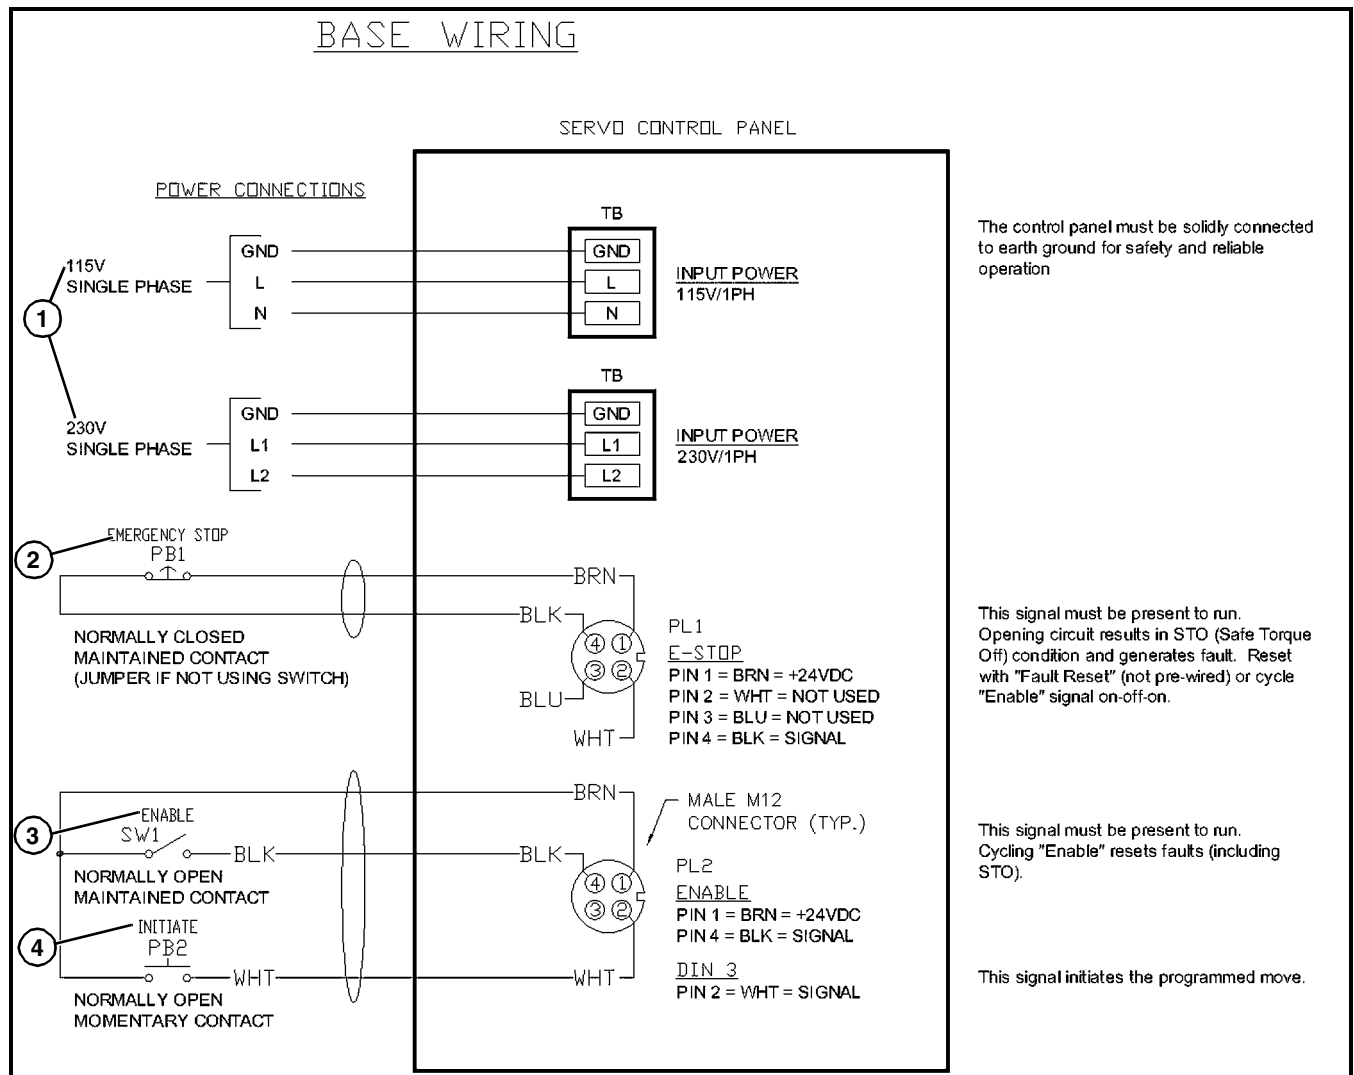 BASE WIRING
SERVO CONTROL PANEL
POWER CONNECTIONS
TB
115V
SINGLE PHASE
GND
L
N
GND
L
N
INPUT POWER
115V/1PH
The control panel must be solidly connected
to earth ground for safety and reliable
operation
1
TB
230V
SINGLE PHASE
GND
L1
L2
GND
L1
L2
INPUT POWER
230V/1PH
2
EMERGENCY STOP
PB1
NORMALLY CLOSED
MAINTAINED CONTACT
(JUMPER IF NOT USING SWITCH)
BRN
BLK
BLU
WHT
4 1
3 2
PL1
E-STOP
PIN 1 = BRN = +24VDC
PIN 2 = WHT = NOT USED
PIN 3 = BLU = NOT USED
PIN 4 = BLK = SIGNAL
This signal must be present to run.
Opening circuit results in STO (Safe Torque
Off) condition and generates fault. Reset
with "Fault Reset" (not pre-wired) or cycle
"Enable" signal on-off-on.
3
ENABLE
SW1
BLK
NORMALLY OPEN
MAINTAINED CONTACT
BRN
BLK
4 1
3 2
MALE M12
CONNECTOR (TYP.)
PL2
ENABLE
PIN 1 = BRN = +24VDC
PIN 4 = BLK = SIGNAL
This signal must be present to run.
Cycling "Enable" resets faults (including
STO).
4
INITIATE
PB2
WHT
NORMALLY OPEN
MOMENTARY CONTACT
WHT
DIN 3
PIN 2 = WHT = SIGNAL
This signal initiates the programmed move.